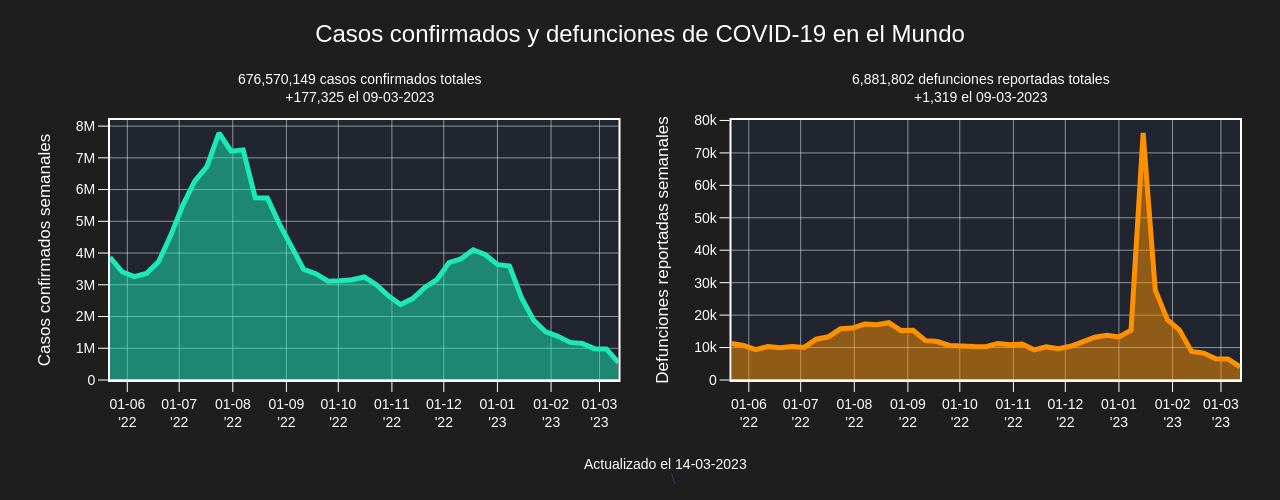 Casos confirmados y defunciones de COVID-19 en el Mundo
676,570,149 casos confirmados totales
+177,325 el 09-03-2023
Casos confirmados semanales
8M
7M
6M
5M
4M
3M
2M
1M
0
01-06 01-07 01-08 01-09 01-10 01-11 01-12 01-01 01-02 01-03
'22 '22 '22 '22 '22 '22 '22 '23 '23 '23
6,881,802 defunciones reportadas totales
+1,319 el 09-03-2023
Defunciones reportadas semanales
80k
70k
60k
50k
40k
30k
20k
10k
0
01-06 01-07 01-08 01-09 01-10 01-11 01-12 01-01 01-02 01-03
'22 '22 '22 '22 '22 '22 '22 '23 '23 '23
Actualizado el 14-03-2023
\